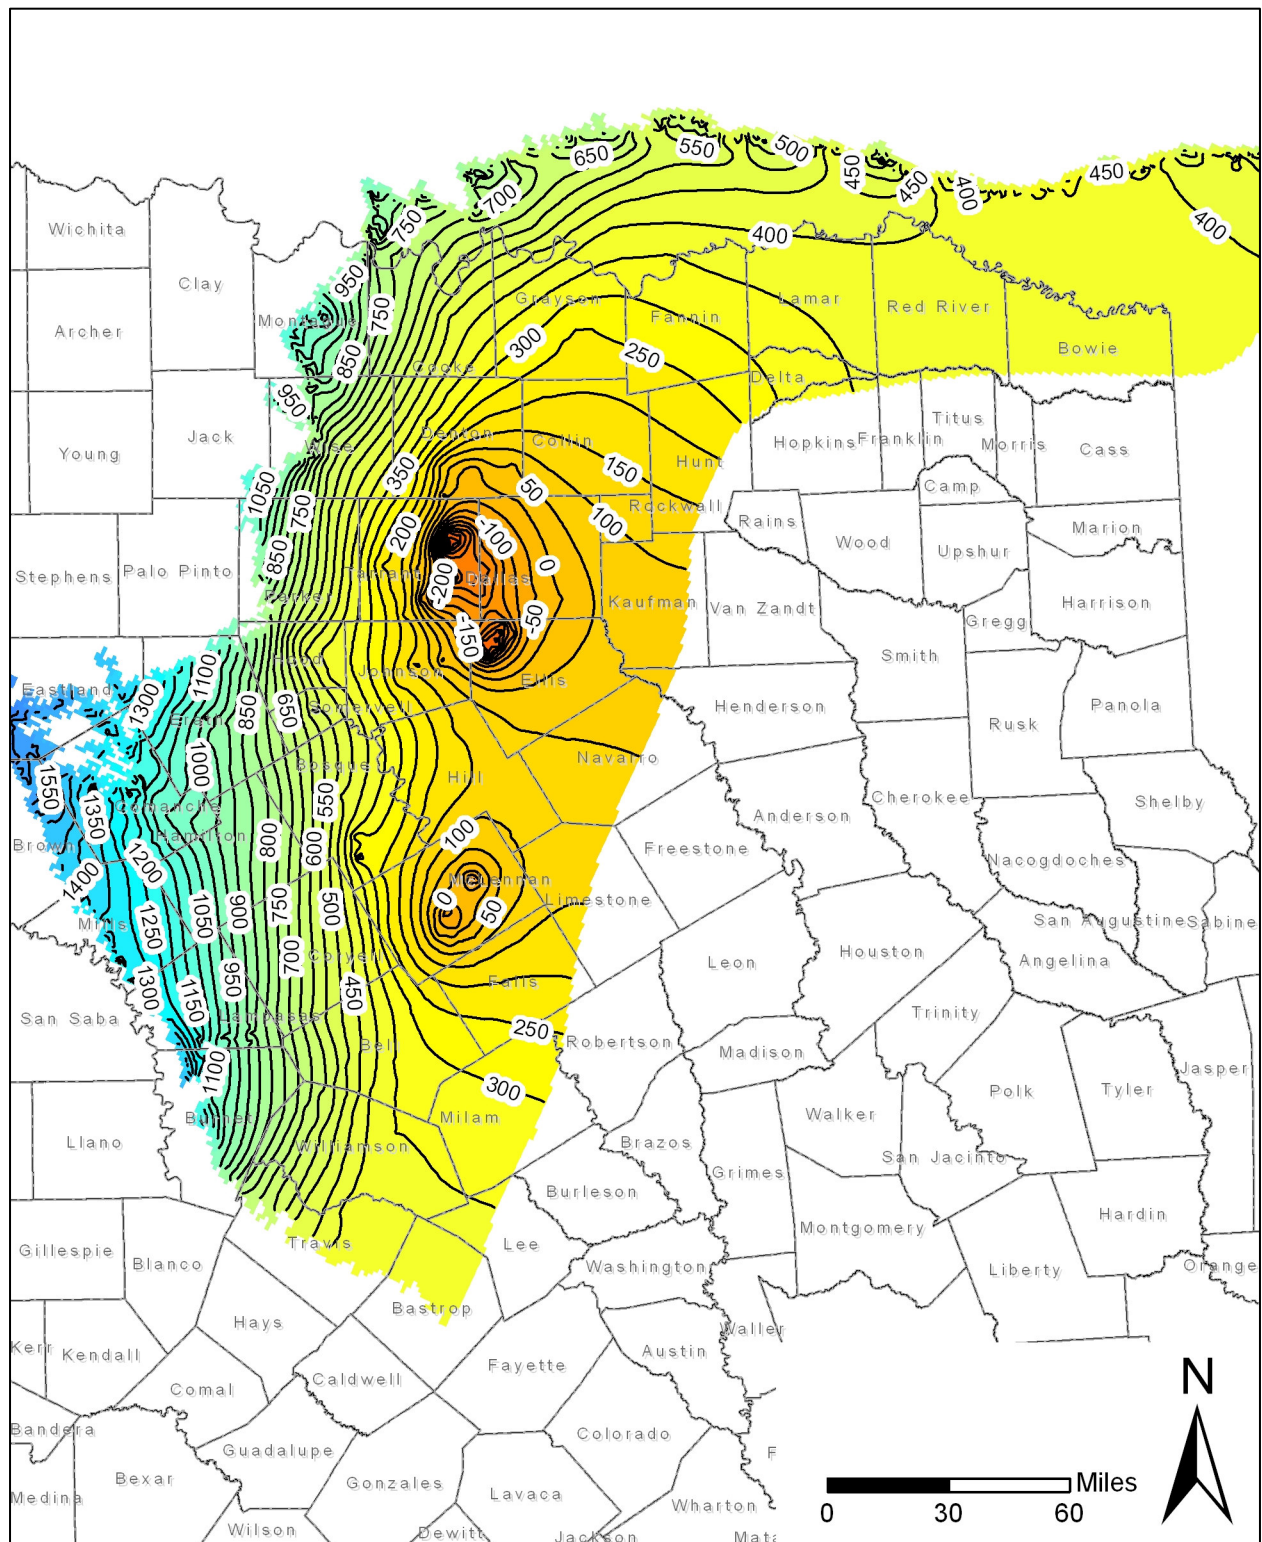 650
550
500
450
450
400
450
400
700
750
400
Wichita
Clay
950
750
Montague
850
Archer
Grayson
Fannin
Lamar
Red River
Bowie
300
250
Cooke
Delta
950
Young
Jack
Wise
Denton
Collin
Hunt
Hopkins
Franklin
Titus
Morris
Cass
350
150
50
Camp
1050
750
Rockwall
100
Rains
Wood
Upshur
Marion
850
200
-100
0
Stephens
Palo Pinto
Parker
Tarrant
-200
Dallas
Kaufman
Van Zandt
Harrison
-50
-150
Gregg
Smith
Eastland
1300
1100
Hood
Johnson
Ellis
Henderson
Rusk
Panola
850
650
Somervell
Erath
1000
Bosque
Hill
Navarro
1550
1350
Comanche
550
Cherokee
Anderson
Shelby
Brown
Hamilton
800
600
100
Freestone
Nacogdoches
1400
1200
McLennan
Limestone
Mills
1250
1050
900
750
500
0
50
San Augustine
Sabine
Coryell
700
Houston
Angelina
Leon
1300
1150
950
450
Falls
San Saba
Lampasas
250
Trinity
Bell
Robertson
Madison
Jasper
1100
300
Polk
Tyler
Burnet
Milam
Walker
Llano
Williamson
Brazos
San Jacinto
Grimes
Burleson
Hardin
Montgomery
Gillespie
Blanco
Travis
Lee
Washington
Liberty
Orange
Bastrop
Hays
Waller
Kerr
Kendall
Fayette
Austin
Comal
Caldwell
N
Bandera
Guadalupe
Colorado
F
Medina
Bexar
Gonzales
Lavaca
Wharton
Miles
0
30
60
Wilson
Dewitt
Jackson
Mata